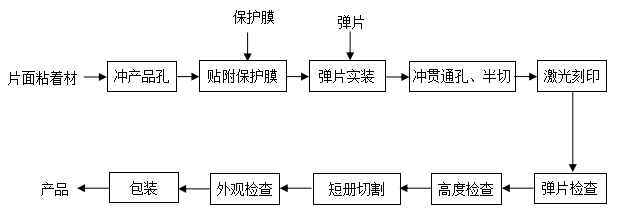 保护膜
弹片
片面粘着材
冲产品孔
贴附保护膜
弹片实装
冲贯通孔、半切
激光刻印
产品
包装
外观检查
短册切割
高度检查
弹片检查